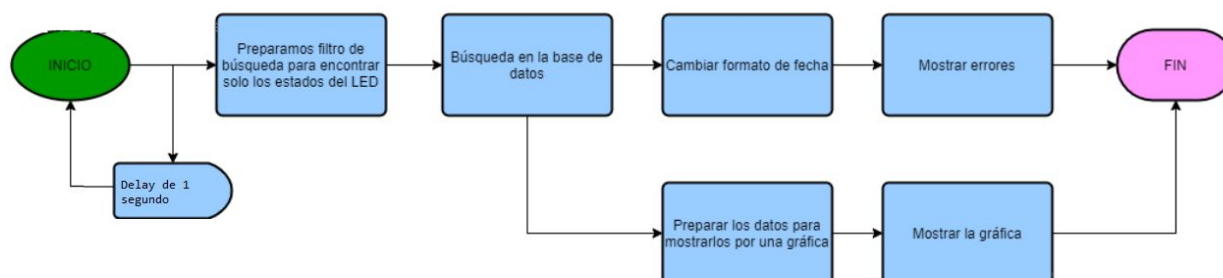 INICIO
Preparamos filtro de
búsqueda para encontrar
solo los estados del LED
Búsqueda en la base de
datos
Cambiar formato de fecha
Mostrar errores
FIN
Delay de 1
segundo
Preparar los datos para
mostrarlos por una gráfica
Mostrar la gráfica